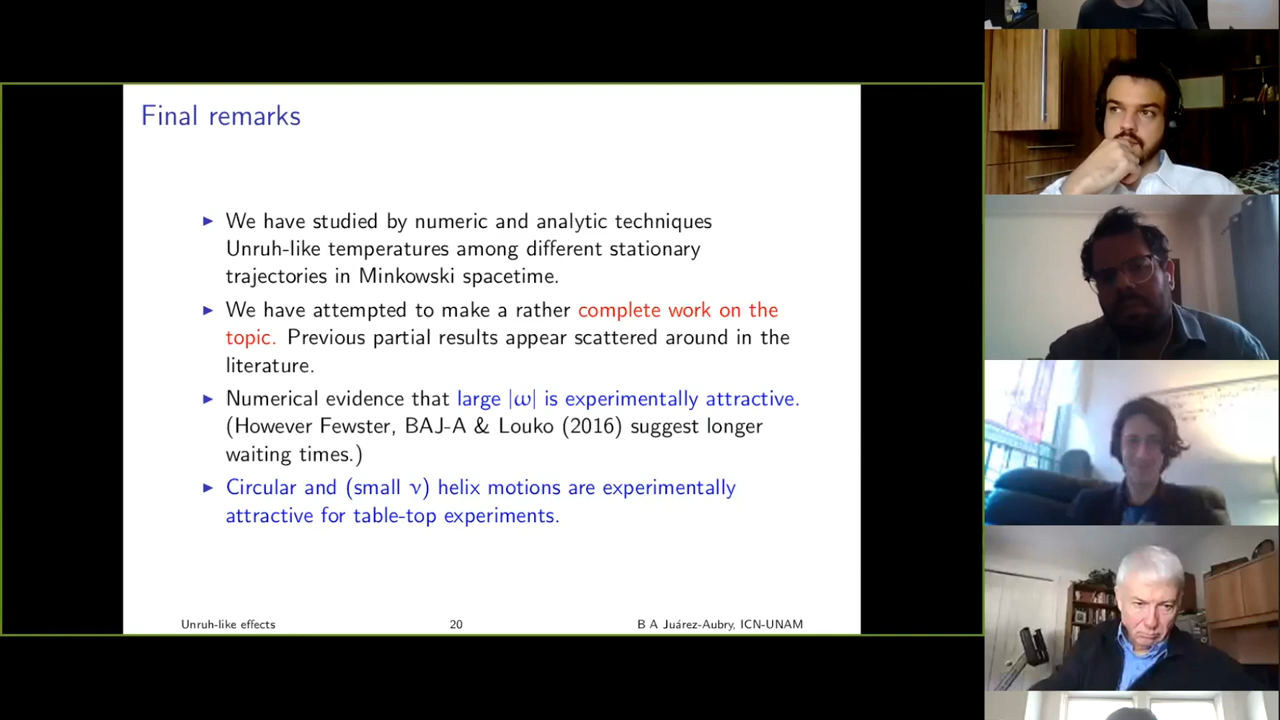 Final remarks
► We have studied by numeric and analytic techniques
Unruh-like temperatures among different stationary
trajectories in Minkowski spacetime.
► We have attempted to make a rather complete work on the
topic. Previous partial results appear scattered around in the
literature.
► Numerical evidence that large |ω| is experimentally attractive.
(However Fewster, BAJ-A & Louko (2016) suggest longer
waiting times.)
► Circular and (small ν) helix motions are experimentally
attractive for table-top experiments.
Unruh-like effects 20 B A Juárez-Aubry, ICN-UNAM